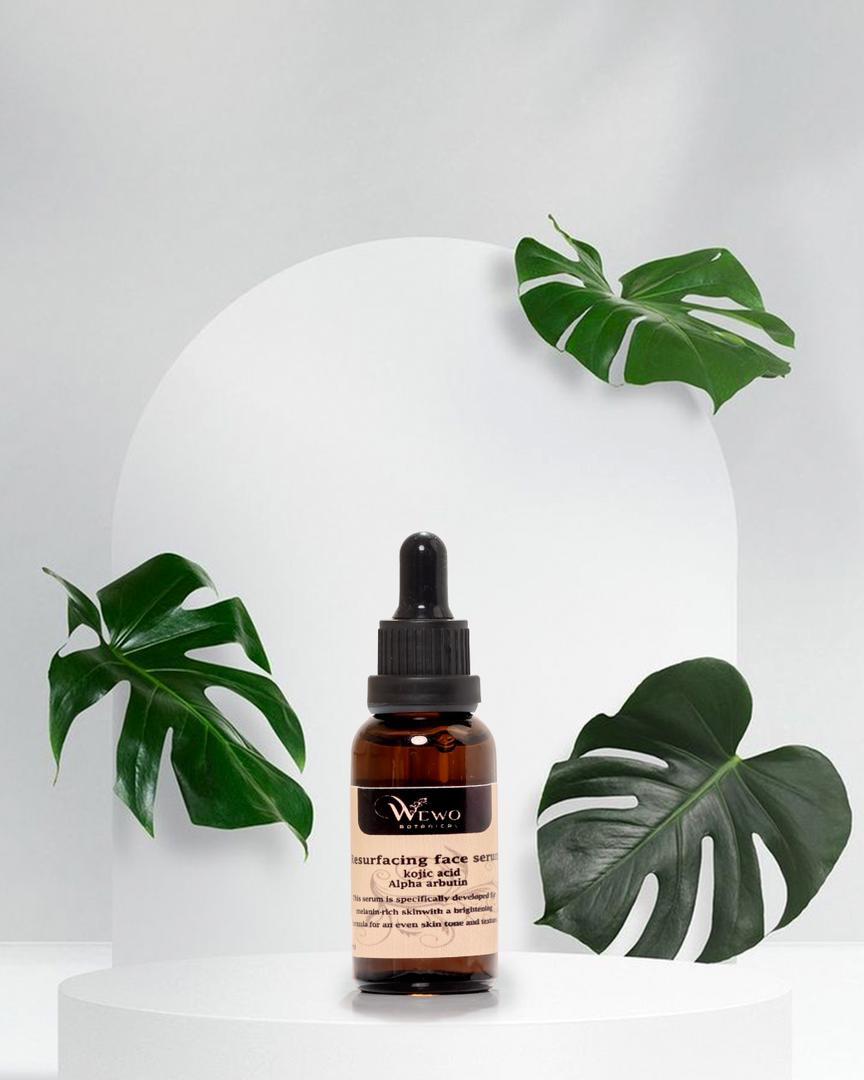 WEWO
BOTANICAL
Resurfacing face serum
kojic acid
Alpha arbutin
This serum is specifically developed for
melanin-rich skinwith a brightening
formula for an even skin tone and texture